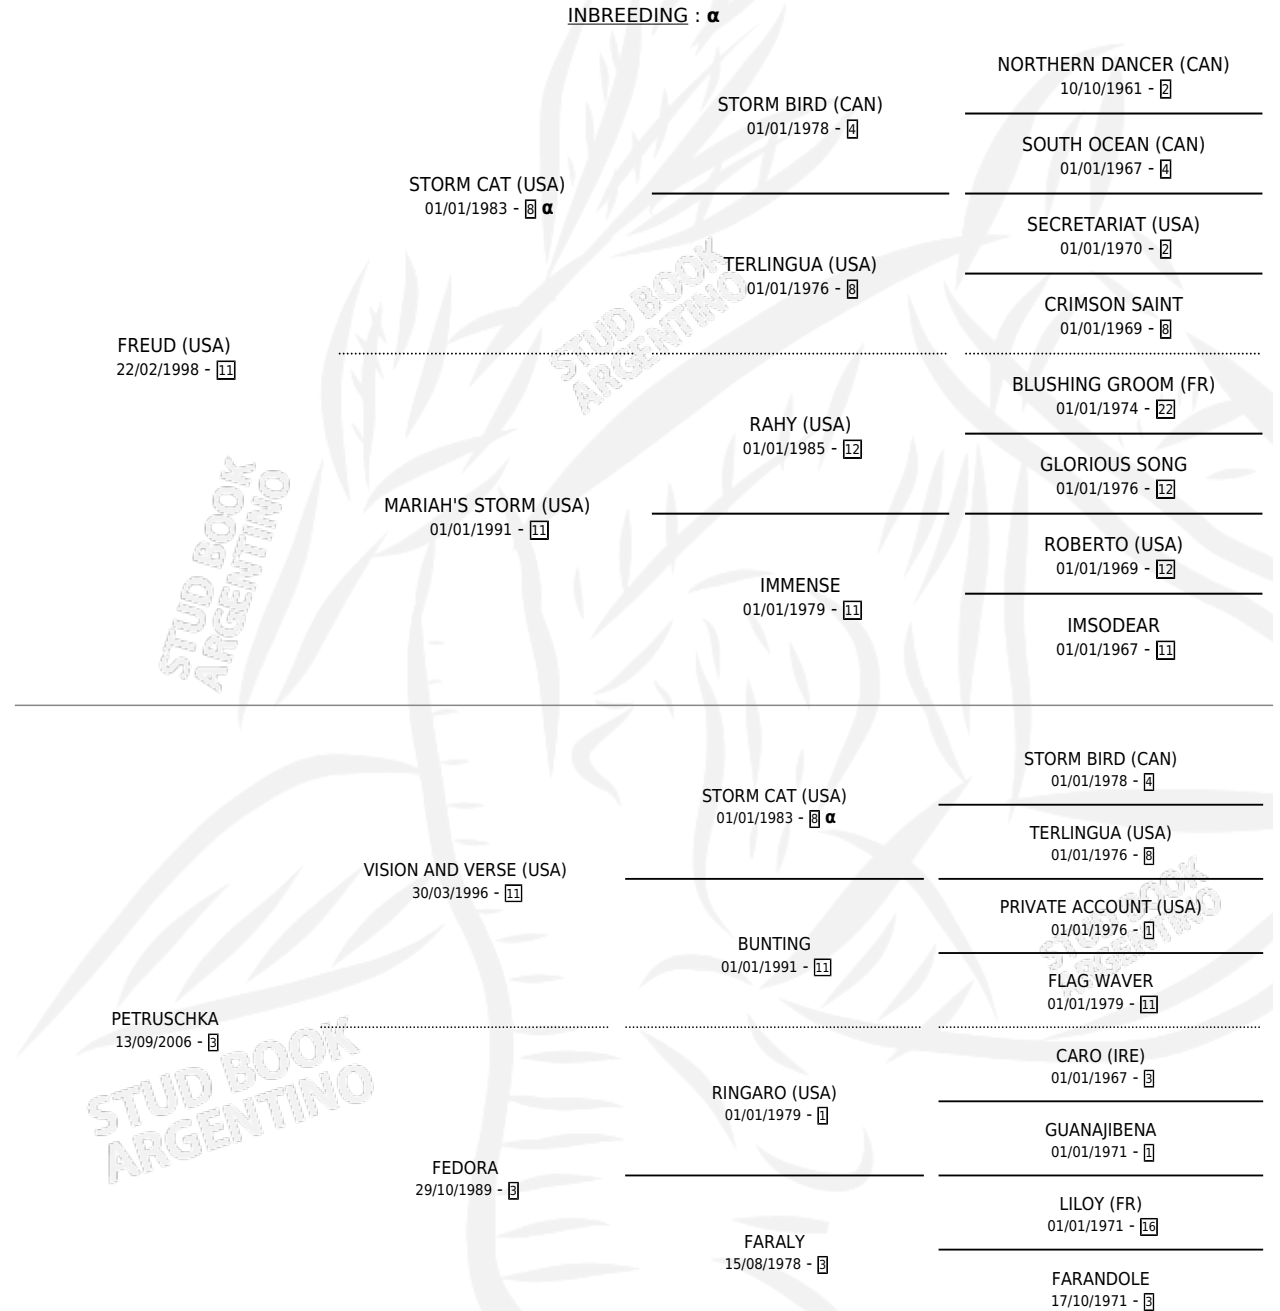 INBREEDING : α
NORTHERN DANCER (CAN)
10/10/1961 - 2
STORM BIRD (CAN)
01/01/1978 - 4
SOUTH OCEAN (CAN)
01/01/1967 - 4
STORM CAT (USA)
01/01/1983 - 8 α
SECRETARIAT (USA)
01/01/1970 - 2
TERLINGUA (USA)
01/01/1976 - 8
CRIMSON SAINT
01/01/1969 - 8
FREUD (USA)
22/02/1998 - 11
BLUSHING GROOM (FR)
01/01/1974 - 22
RAHY (USA)
01/01/1985 - 12
GLORIOUS SONG
01/01/1976 - 12
MARIAH'S STORM (USA)
01/01/1991 - 11
ROBERTO (USA)
01/01/1969 - 12
IMMENSE
01/01/1979 - 11
IMSODEAR
01/01/1967 - 11
STORM BIRD (CAN)
01/01/1978 - 4
STORM CAT (USA)
01/01/1983 - 8 α
TERLINGUA (USA)
01/01/1976 - 8
VISION AND VERSE (USA)
30/03/1996 - 11
PRIVATE ACCOUNT (USA)
01/01/1976 - 1
BUNTING
01/01/1991 - 11
FLAG WAVER
01/01/1979 - 11
PETRUSCHKA
13/09/2006 - 3
CARO (IRE)
01/01/1967 - 3
RINGARO (USA)
01/01/1979 - 1
GUANAJIBENA
01/01/1971 - 1
FEDORA
29/10/1989 - 3
LILOY (FR)
01/01/1971 - 16
FARALY
15/08/1978 - 3
FARANDOLE
17/10/1971 - 3
STUD BOOK
ARGENTINO
STUD BOOK
ARGENTINO
STUD BOOK
ARGENTINO
STUD BOOK
ARGENTINO